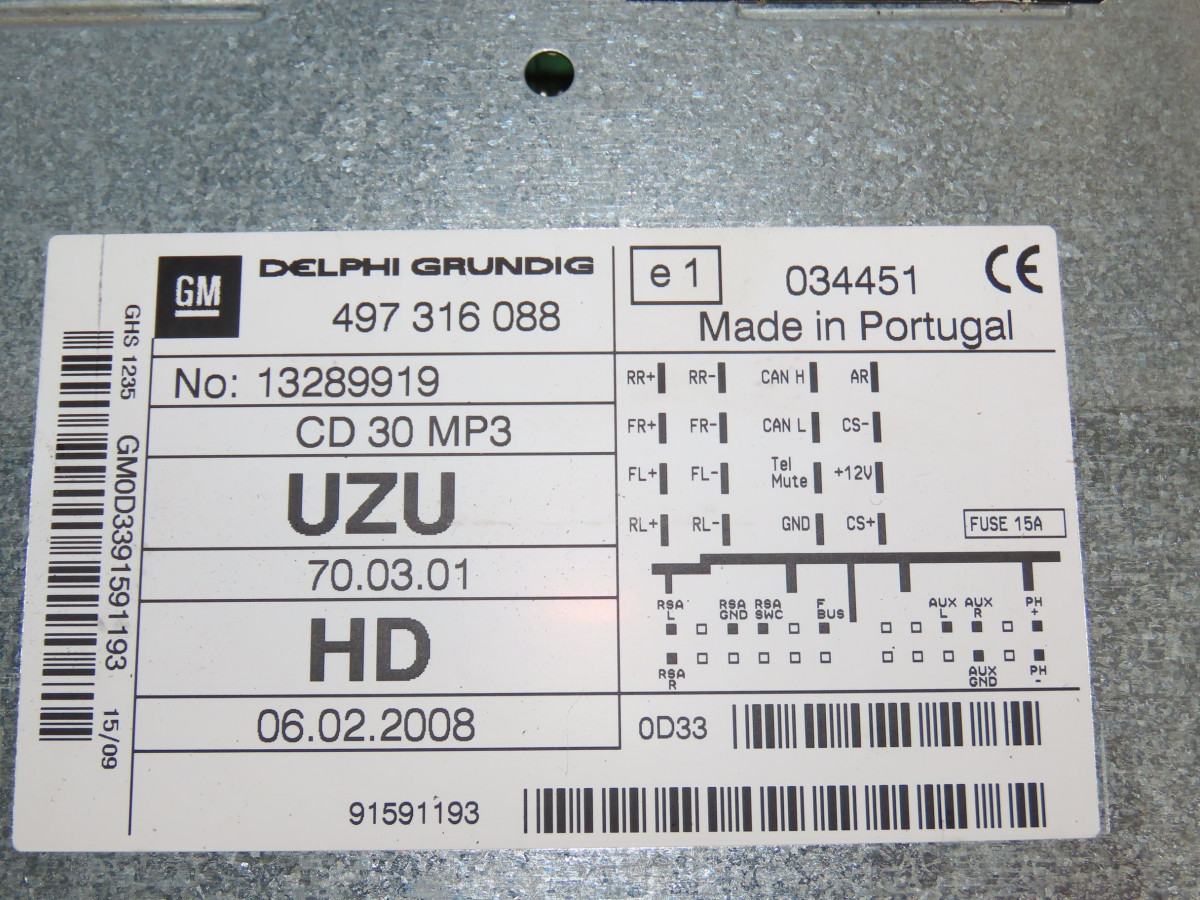 GM
DELPHI GRUNDIG
497 316 088
No: 13289919
CD 30 MP3
UZU
70.03.01
HD
06.02.2008
91591193
GHS 1235 GM0D3391591193 15/09
e1 034451 CE
Made in Portugal
RR+ RR- CAN H AR
FR+ FR- CAN L CS-
FL+ FL- Tel Mute +12V
RL+ RL- GND CS+
FUSE 15A
RSA L RSA GND RSA SWC F BUS AUX L AUX R PH +
RSA R AUX GND PH -
0D33